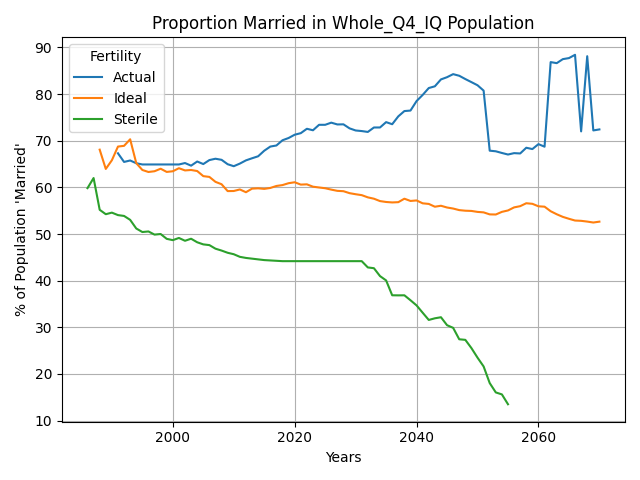 Proportion Married in Whole_Q4_IQ Population
Fertility
Actual
Ideal
Sterile
% of Population 'Married'
90
80
70
60
50
40
30
20
10
2000
2020
2040
2060
Years